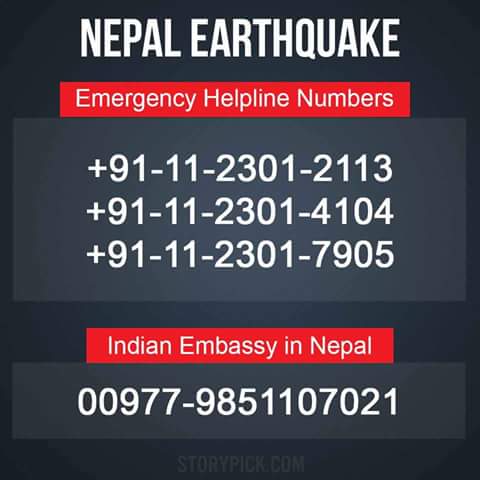 NEPAL EARTHQUAKE
Emergency Helpline Numbers
+91-11-2301-2113
+91-11-2301-4104
+91-11-2301-7905
Indian Embassy in Nepal
00977-9851107021
STORYPICK.COM